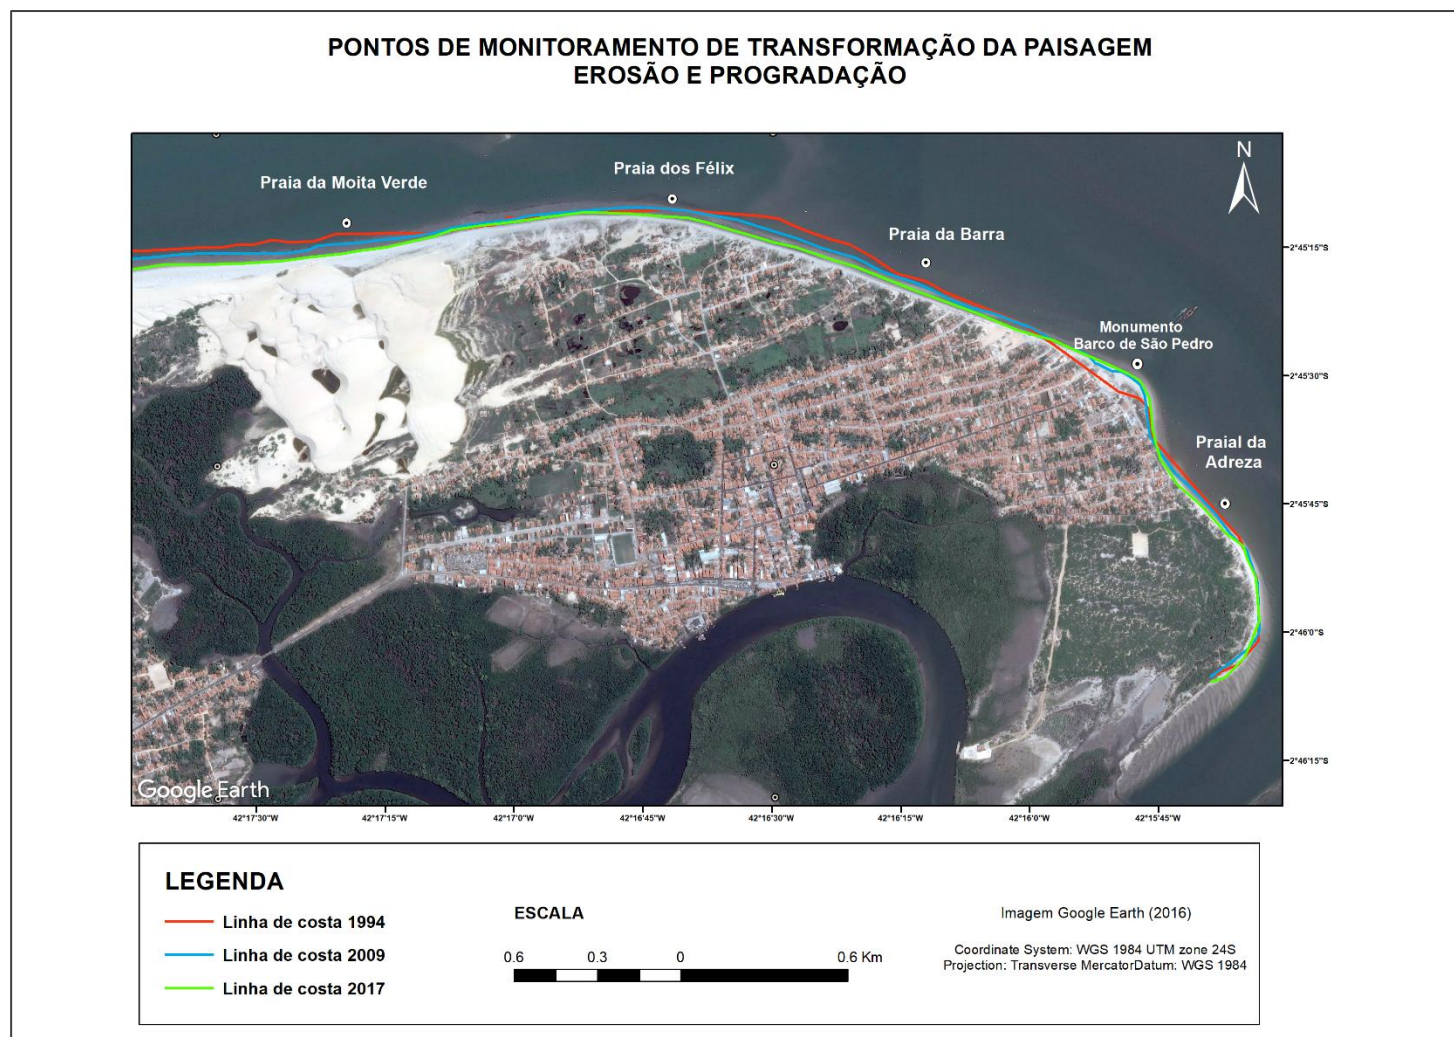 PONTOS DE MONITORAMENTO DE TRANSFORMAÇÃO DA PAISAGEM
EROSÃO E PROGRADAÇÃO
Praia da Moita Verde
Praia dos Félix
N
Praia da Barra
Monumento
Barco de São Pedro
Praial da
Adreza
2°45'15"S
2°45'30"S
2°45'45"S
2°46'0"S
2°46'15"S
Google Earth
42°17'30"W
42°17'15"W
42°17'0"W
42°16'45"W
42°16'30"W
42°16'15"W
42°16'0"W
42°15'45"W
LEGENDA
Linha de costa 1994
Linha de costa 2009
Linha de costa 2017
ESCALA
0.6 0.3 0 0.6 Km
Imagem Google Earth (2016)
Coordinate System: WGS 1984 UTM zone 24S
Projection: Transverse MercatorDatum: WGS 1984